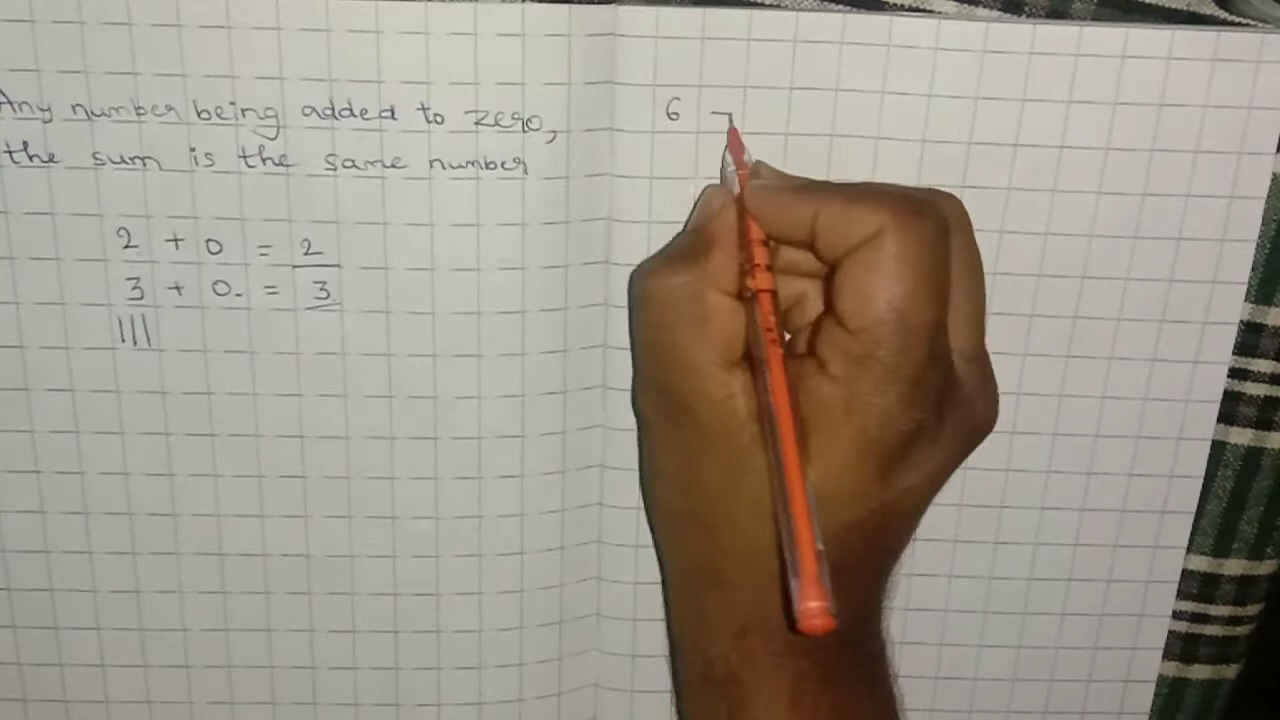 Any number being added to zero,
the sum is the same number
2 + 0 = 2
3 + 0. = 3
|||
6